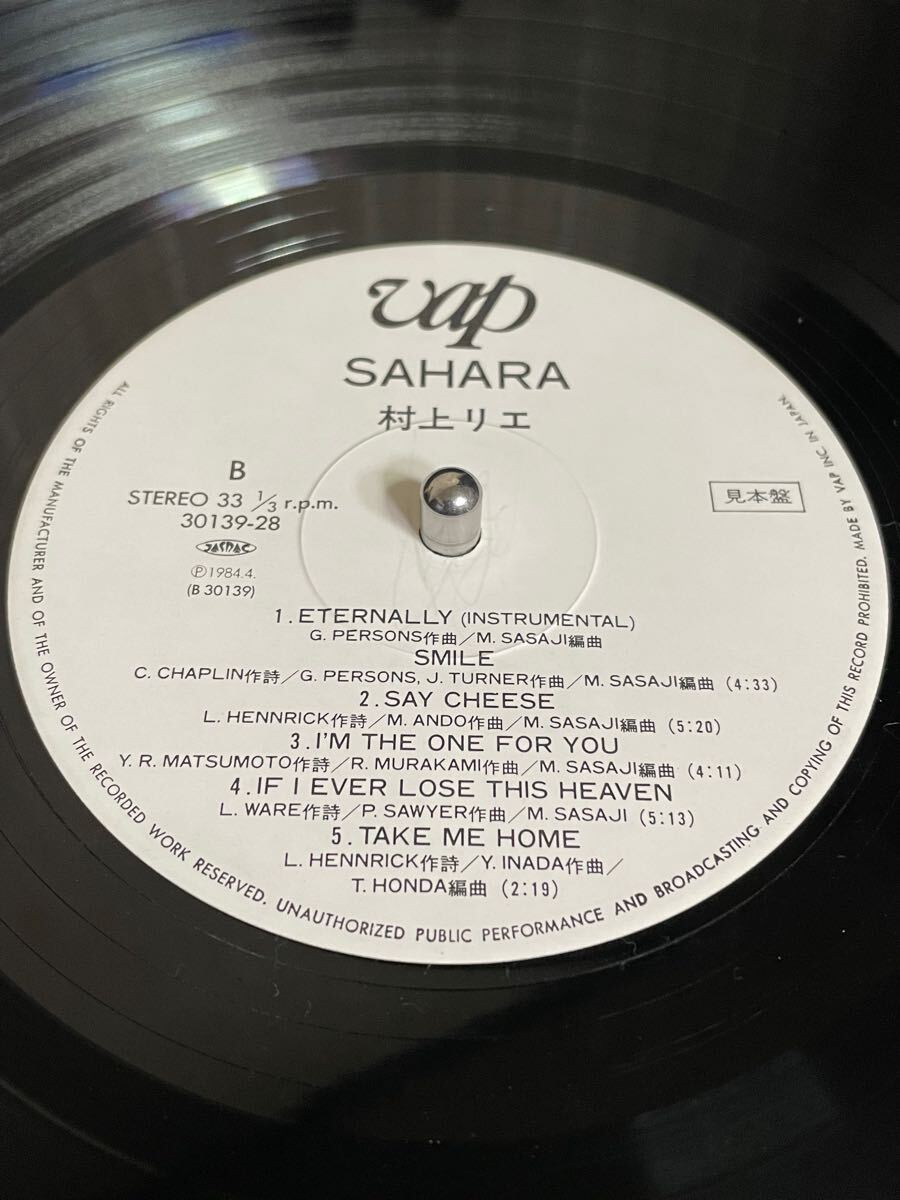 vap
SAHARA
村上リエ
B
STEREO 33 1/3 r.p.m.
30139-28
JASRAC
Ⓟ1984.4.
(B 30139)
見本盤
1. ETERNALLY (INSTRUMENTAL)
G. PERSONS作曲/M. SASAJI編曲
SMILE
C. CHAPLIN作詩/G. PERSONS, J. TURNER作曲/M. SASAJI編曲 (4:33)
2. SAY CHEESE
L. HENNRICK作詩/M. ANDO作曲/M. SASAJI編曲 (5:20)
3. I'M THE ONE FOR YOU
Y. R. MATSUMOTO作詩/R. MURAKAMI作曲/M. SASAJI編曲 (4:11)
4. IF I EVER LOSE THIS HEAVEN
L. WARE作詩/P. SAWYER作曲/M. SASAJI (5:13)
5. TAKE ME HOME
L. HENNRICK作詩/Y. INADA作曲/
T. HONDA編曲 (2:19)
ALL RIGHTS OF THE MANUFACTURER AND OF THE OWNER OF THE RECORDED WORK RESERVED. UNAUTHORIZED PUBLIC PERFORMANCE AND BROADCASTING AND COPYING OF THIS RECORD PROHIBITED. MADE BY VAP INC. IN JAPAN.